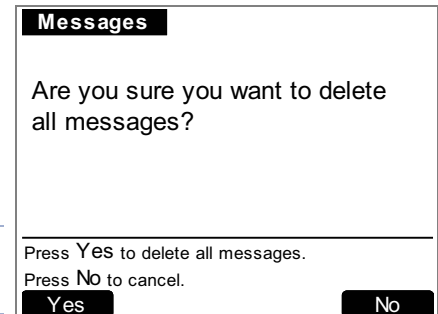 Messages
Are you sure you want to delete
all messages?
Press Yes to delete all messages.
Press No to cancel.
Yes No